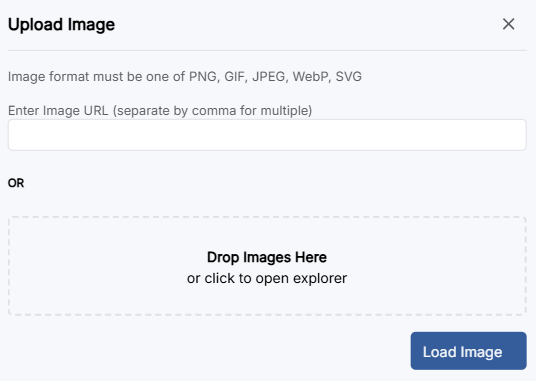 Upload Image
Image format must be one of PNG, GIF, JPEG, WebP, SVG
Enter Image URL (separate by comma for multiple)
OR
Drop Images Here
or click to open explorer
Load Image